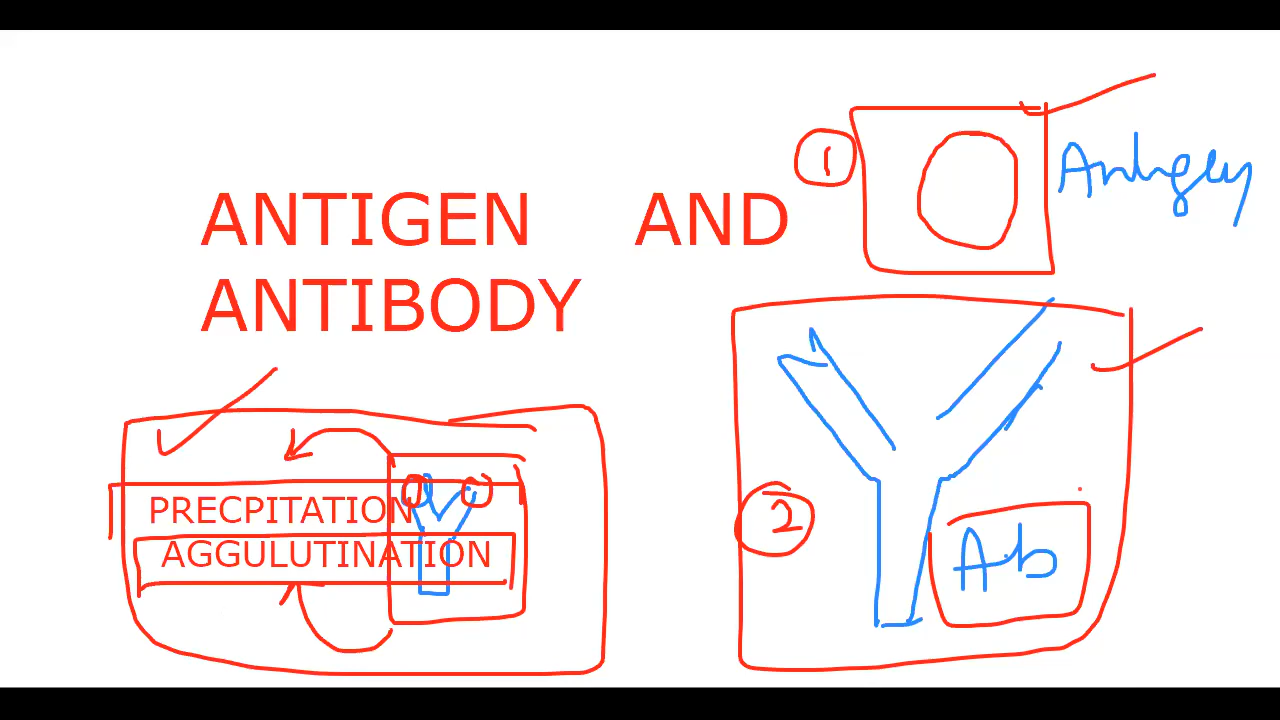 ANTIGEN AND
ANTIBODY
1
Antigen
2
Ab
PRECPITATION
AGGULUTINATION